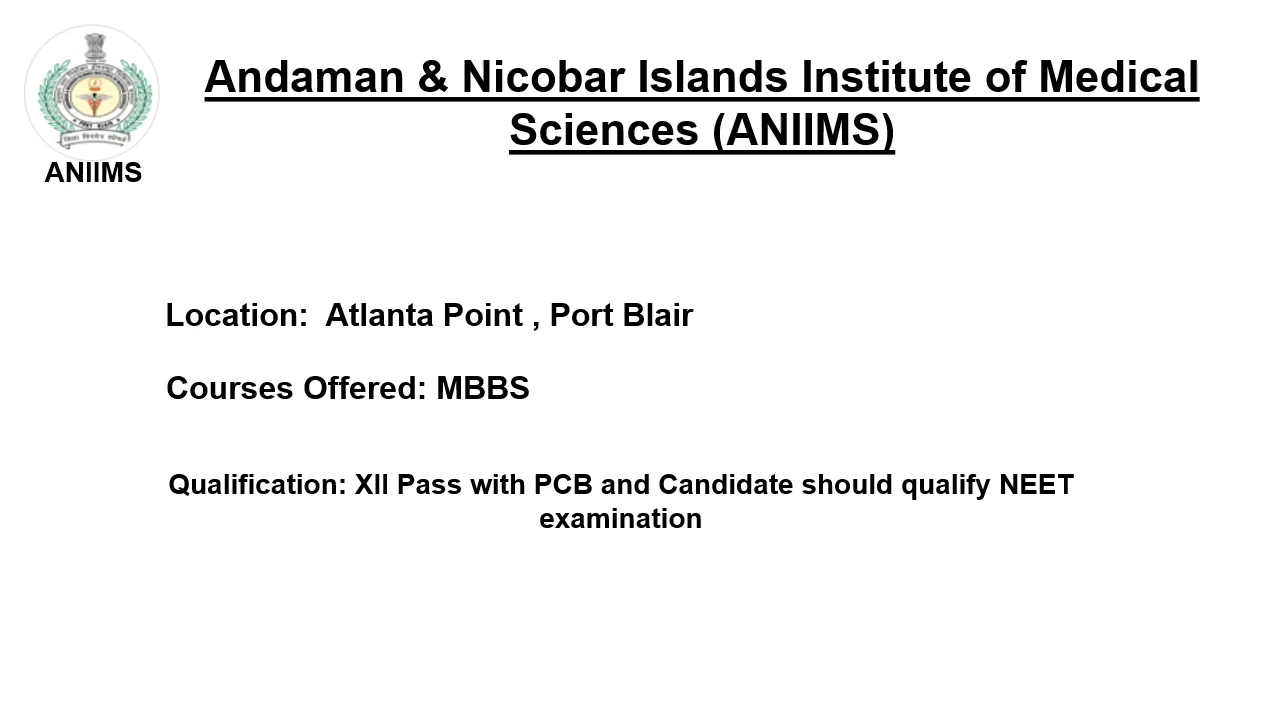 Andaman & Nicobar Islands Institute of Medical
Sciences (ANIIMS)
ANIIMS
Location:  Atlanta Point , Port Blair
Courses Offered: MBBS
Qualification: XII Pass with PCB and Candidate should qualify NEET
examination